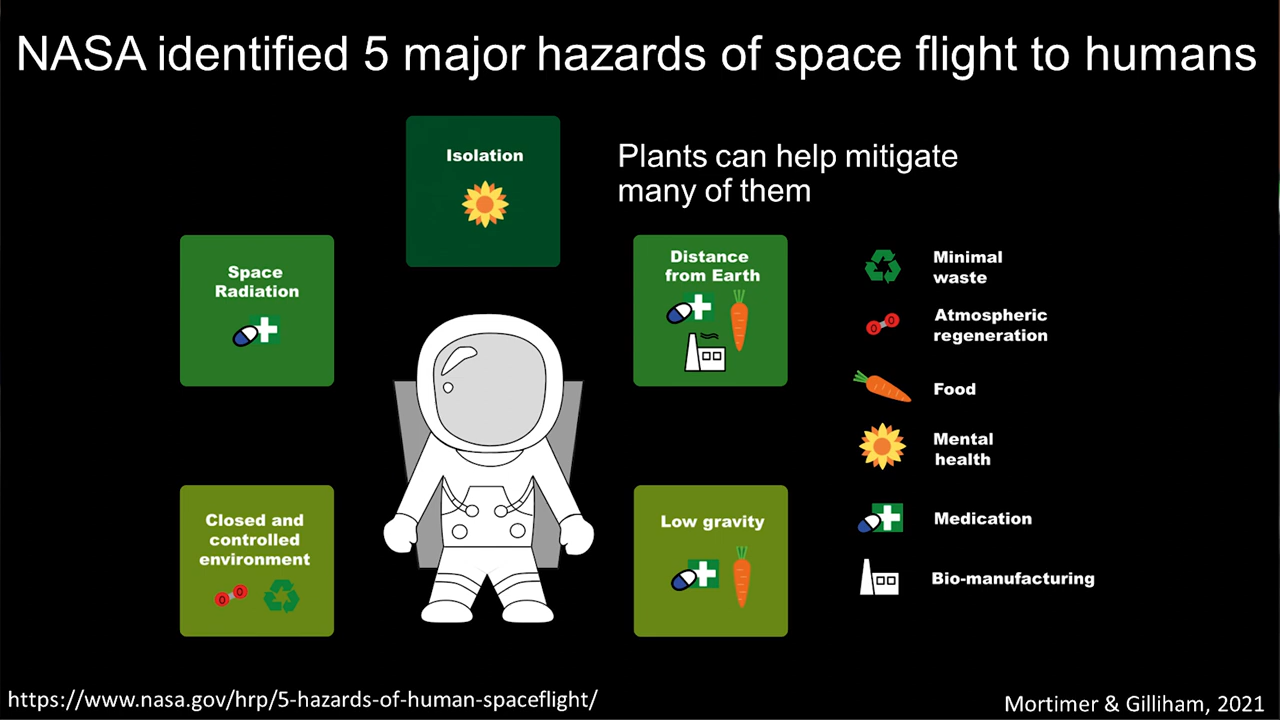 NASA identified 5 major hazards of space flight to humans
Isolation
Plants can help mitigate
many of them
Space
Radiation
Distance
from Earth
Minimal
waste
Atmospheric
regeneration
Food
Mental
health
Closed and
controlled
environment
Low gravity
Medication
Bio-manufacturing
https://www.nasa.gov/hrp/5-hazards-of-human-spaceflight/
Mortimer & Gilliham, 2021